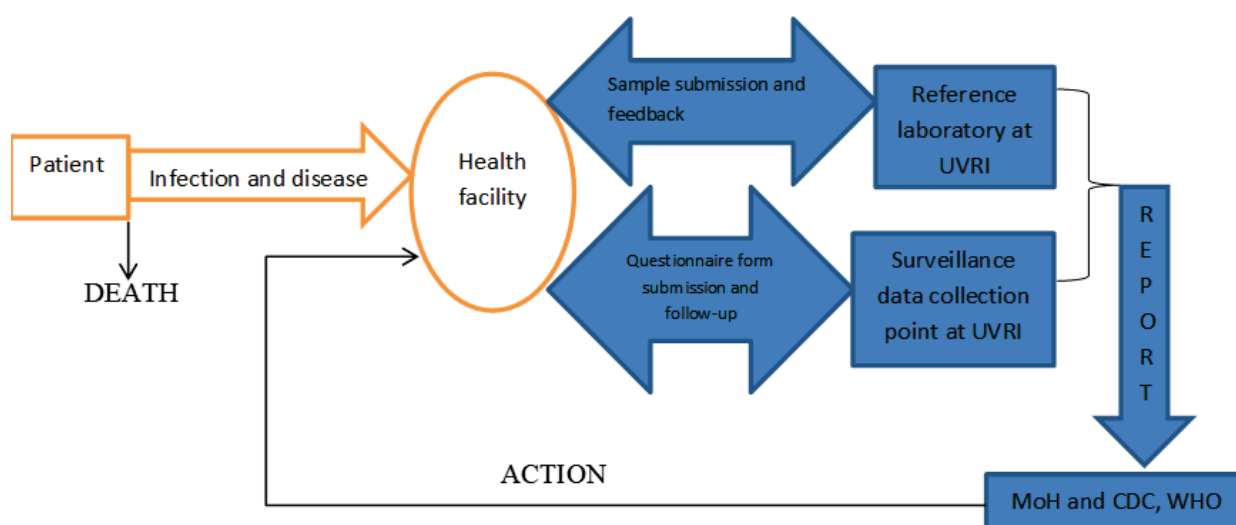 Patient
Infection and disease
DEATH
Health
facility
Sample submission and
feedback
Reference
laboratory at
UVRI
Questionnaire form
submission and
follow-up
Surveillance
data collection
point at UVRI
R
E
P
O
R
T
ACTION
MoH and CDC, WHO